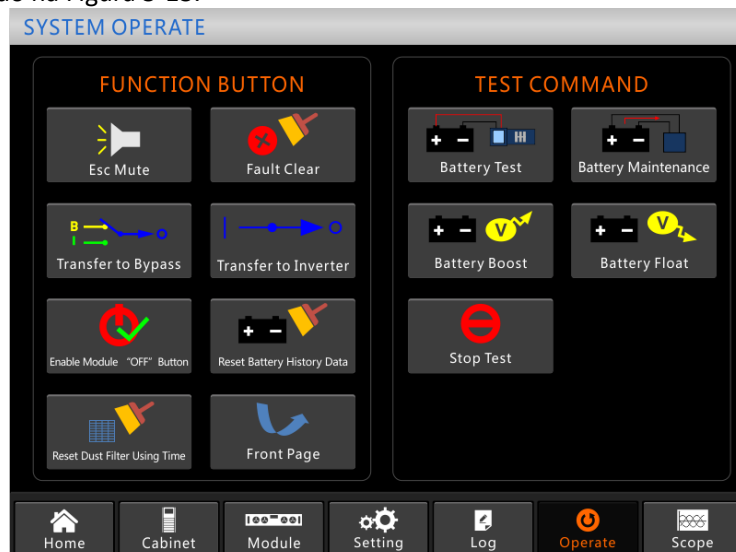 SYSTEM OPERATE
FUNCTION BUTTON
TEST COMMAND
Esc Mute
Fault Clear
Battery Test
Battery Maintenance
B
I
Transfer to Bypass
Transfer to Inverter
V
Battery Boost
V
Battery Float
Enable Module "OFF" Button
Reset Battery History Data
Stop Test
Reset Dust Filter Using Time
Front Page
Home
Cabinet
Module
Setting
Log
Operate
Scope